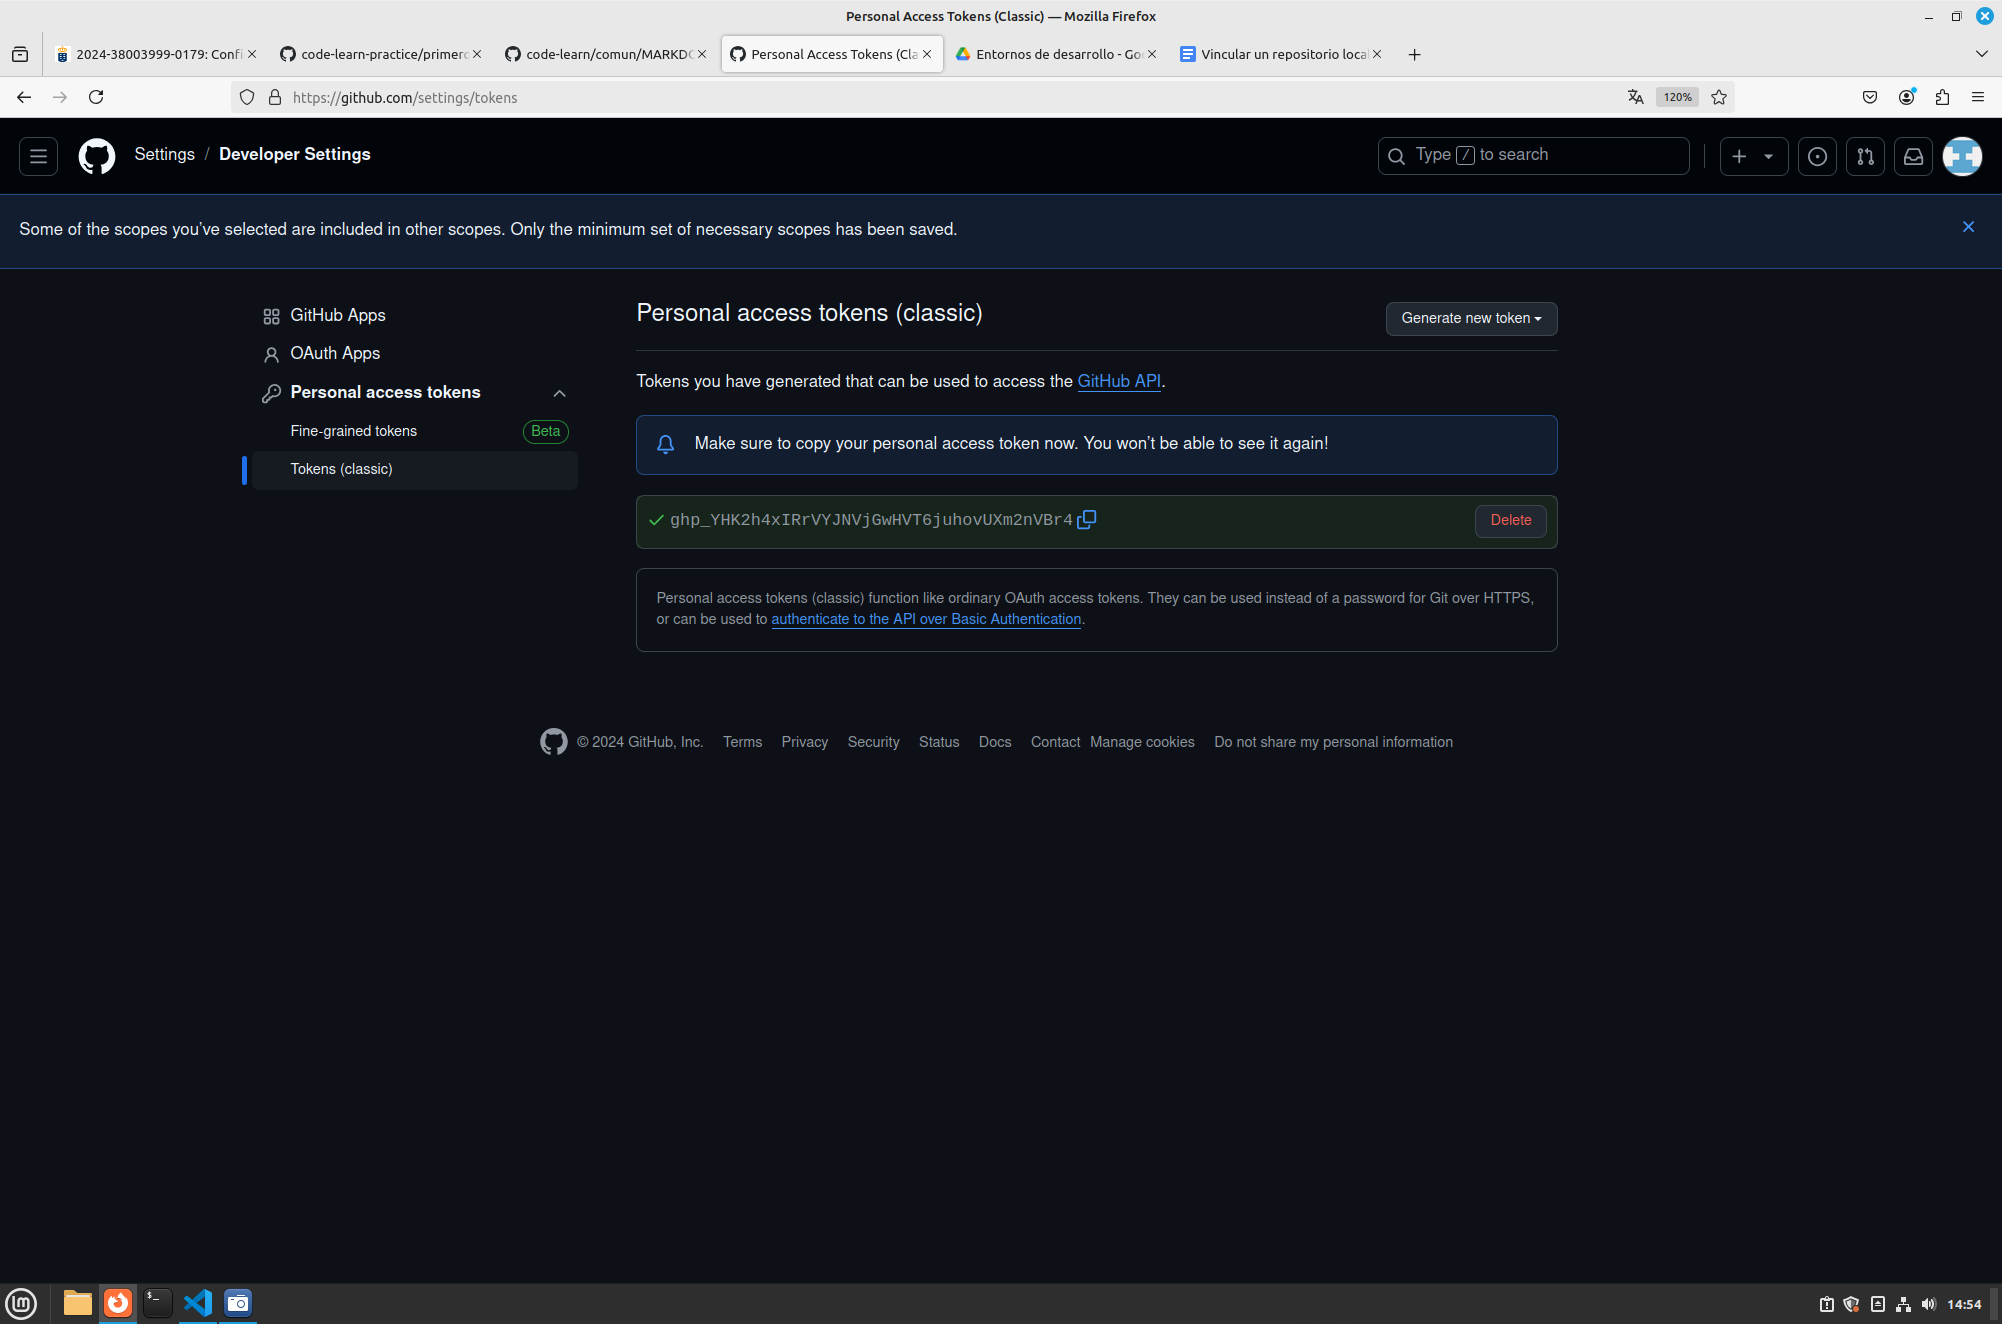 Personal Access Tokens (Classic) — Mozilla Firefox
2024-38003999-0179: Confi
code-learn-practice/primero
code-learn/comun/MARKDO
Personal Access Tokens (Cla
Entornos de desarrollo - Goo
Vincular un repositorio local
https://github.com/settings/tokens
120%
Settings / Developer Settings
Type / to search
Some of the scopes you’ve selected are included in other scopes. Only the minimum set of necessary scopes has been saved.
GitHub Apps
OAuth Apps
Personal access tokens
Fine-grained tokens
Beta
Tokens (classic)
Personal access tokens (classic)
Generate new token
Tokens you have generated that can be used to access the GitHub API.
Make sure to copy your personal access token now. You won’t be able to see it again!
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
Delete
Personal access tokens (classic) function like ordinary OAuth access tokens. They can be used instead of a password for Git over HTTPS,
or can be used to authenticate to the API over Basic Authentication.
© 2024 GitHub, Inc.
Terms
Privacy
Security
Status
Docs
Contact
Manage cookies
Do not share my personal information
14:54